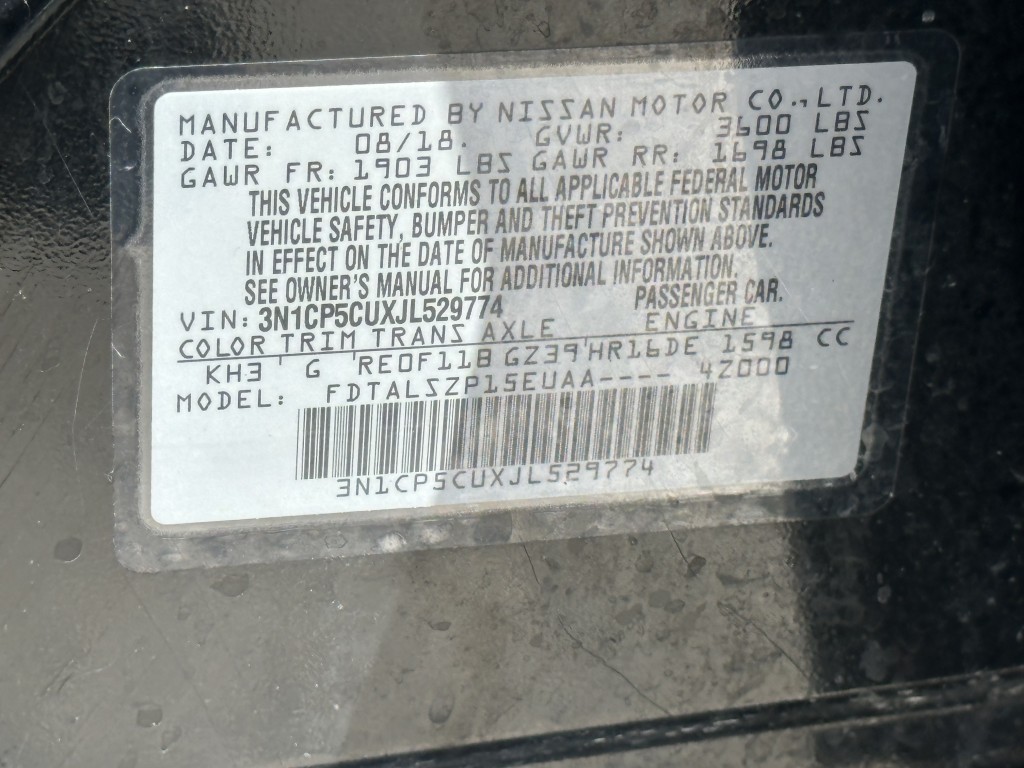 MANUFACTURED BY NISSAN MOTOR CO., LTD.
DATE: 08/18. GVWR: 3600 LBS
GAWR FR: 1903 LBS GAWR RR: 1698 LBS
THIS VEHICLE CONFORMS TO ALL APPLICABLE FEDERAL MOTOR
VEHICLE SAFETY, BUMPER AND THEFT PREVENTION STANDARDS
IN EFFECT ON THE DATE OF MANUFACTURE SHOWN ABOVE.
SEE OWNER'S MANUAL FOR ADDITIONAL INFORMATION.
VIN: 3N1CP5CUXJL529774 PASSENGER CAR.
COLOR TRIM TRANS AXLE ENGINE
KH3 ' G ' RE0F11B GZ39 ' HR16DE 1598 CC
MODEL: FDTALSZP15EUAA---- 4Z000
3N1CP5CUXJL529774